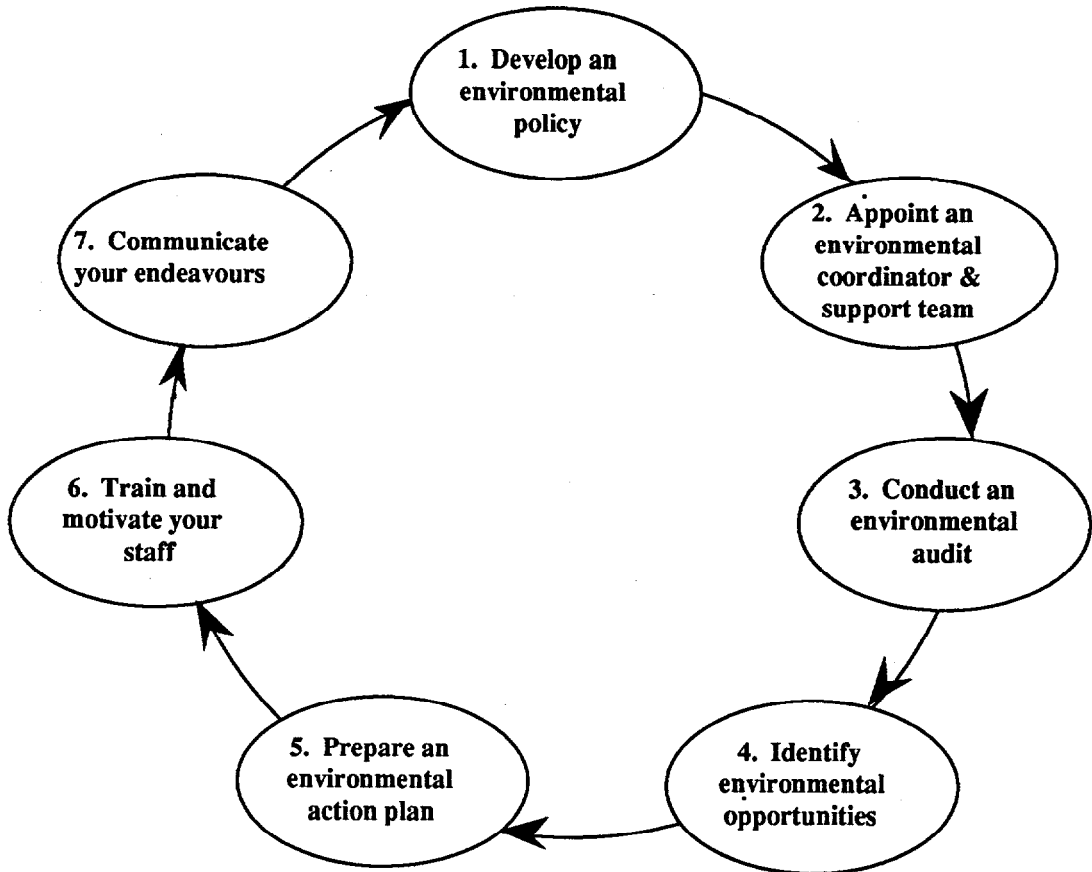 1. Develop an
environmental
policy
2. Appoint an
environmental
coordinator &
support team
3. Conduct an
environmental
audit
4. Identify
environmental
opportunities
5. Prepare an
environmental
action plan
6. Train and
motivate your
staff
7. Communicate
your endeavours